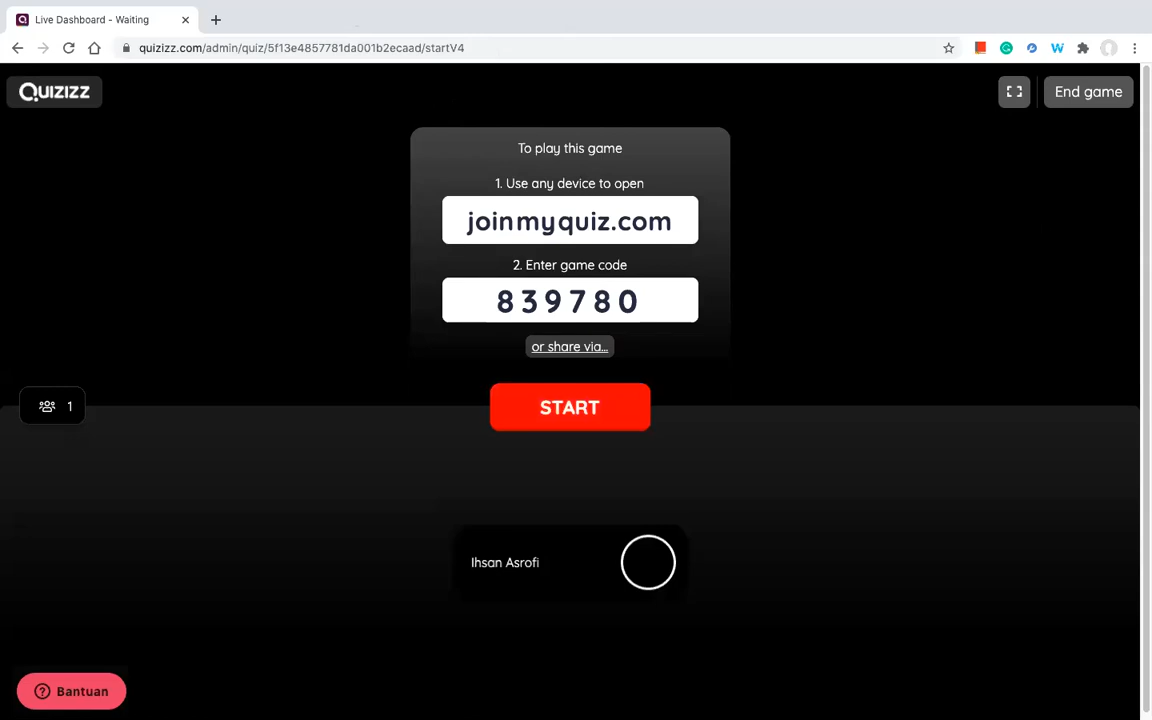 Live Dashboard - Waiting
quizizz.com/admin/quiz/5f13e4857781da001b2ecaad/startV4
W
Quizizz
End game
To play this game
1. Use any device to open
joinmyquiz.com
2. Enter game code
839780
or share via...
1
START
Ihsan Asrofi
Bantuan